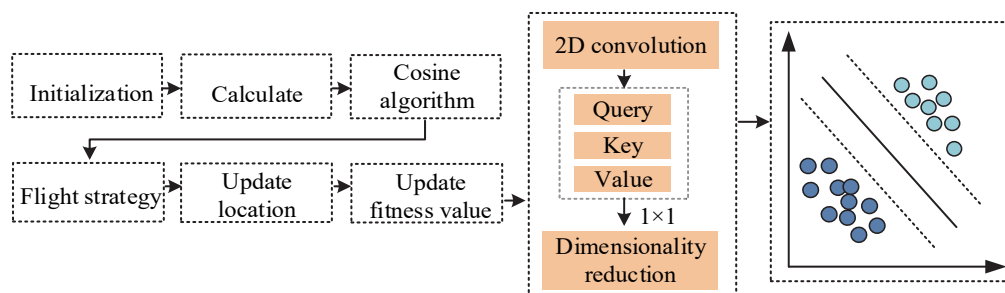 Initialization
Calculate
Cosine
algorithm
Flight strategy
Update
location
Update
fitness value
2D convolution
Query
Key
Value
1×1
Dimensionality
reduction